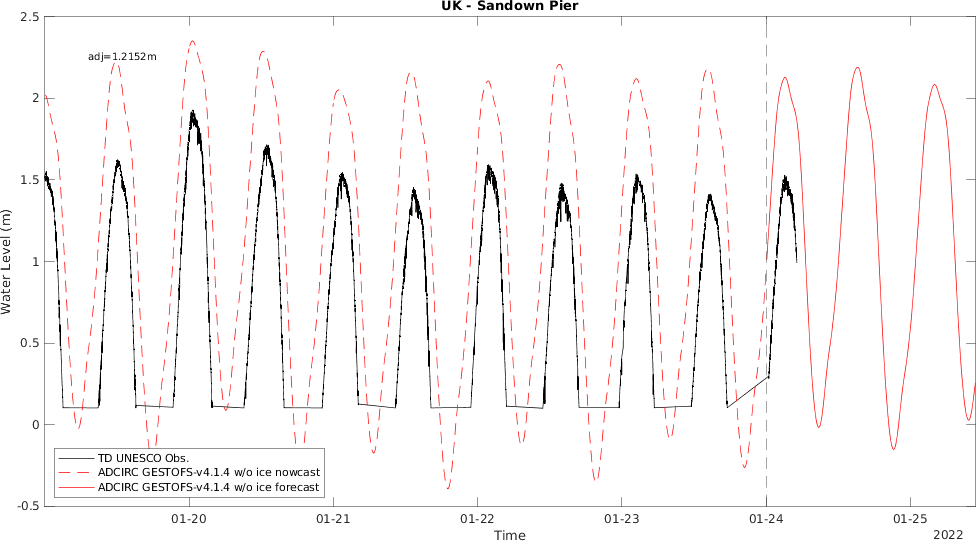 UK - Sandown Pier
adj=1.2152m
2.5
2
1.5
1
0.5
0
-0.5
Water Level (m)
TD UNESCO Obs.
ADCIRC GESTOFS-v4.1.4 w/o ice nowcast
ADCIRC GESTOFS-v4.1.4 w/o ice forecast
01-20
01-21
01-22
01-23
01-24
01-25
Time
2022